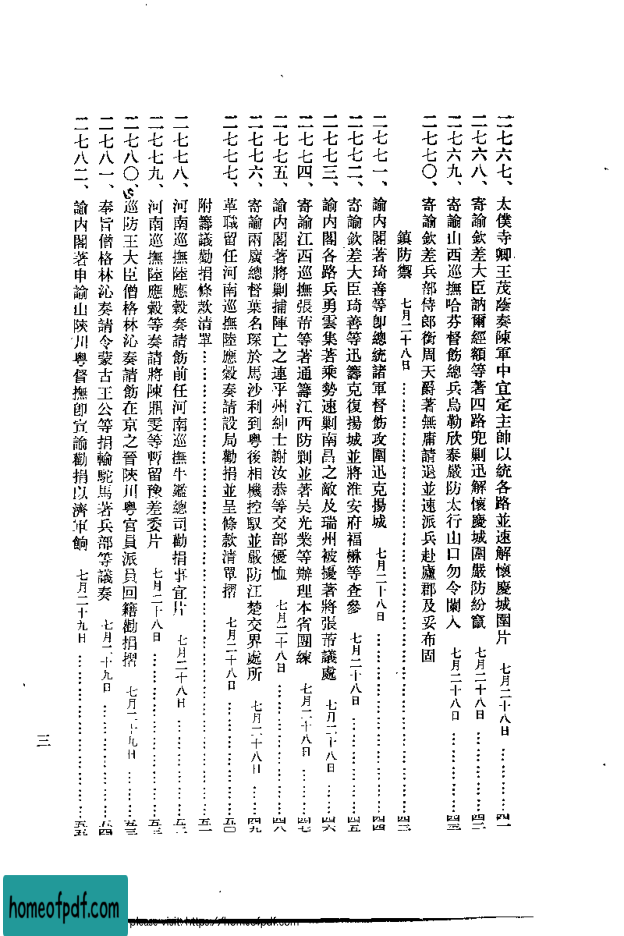 二七六七、太僕寺卿王茂蔭奏陳軍中宜定主帥以統各路並速解懷慶城圍片 七月二十八日 …………… 四一
二七六八、寄諭欽差大臣訥爾經額等著四路兜剿迅解懷慶城圍嚴防紛竄 七月二十八日 …………… 四二
二七六九、寄諭山西巡撫哈芬督飭總兵烏勒欣泰嚴防太行山口勿令闌入 七月二十八日 ……………
二七七〇、寄諭欽差兵部侍郎銜周天爵著無庸請退並速派兵赴廬郡及妥布固
鎮防禦 七月二十八日 ……………
二七七一、諭内閣著琦善等卽總統諸軍督飭攻圍迅克揚城 七月二十八日 …………… 四四
二七七二、寄諭欽差大臣琦善等迅籌克復揚城並將淮安府福楙等查參 七月二十八日 …………… 四五
二七七三、諭内閣各路兵勇雲集著乘勢速剿南昌之敵及瑞州被擾著將張芾議處 七月二十八日 …………… 四六
二七七四、寄諭江西巡撫張芾等著通籌江西防剿並著吳光業等辦理本省團練 七月二十八日 …………… 四七
二七七五、諭内閣著將剿捕陣亡之連平州紳士謝汝恭等交部優恤 七月二十八日 …………… 四八
二七七六、寄諭兩廣總督葉名琛於馬沙利到粤後相機控馭並嚴防江楚交界處所 七月二十八日 …… 四九
二七七七、革職留任河南巡撫陸應穀奏請設局勸捐並呈條款清單摺 七月二十八日 …………… 五〇
附籌議勸捐條款清單 …………… 五一
二七七八、河南巡撫陸應穀奏請飭前任河南巡撫牛鑑總司勸捐事宜片 七月二十八日 ……………
二七七九、河南巡撫陸應穀等奏請將陳鼎雯等暫留豫差委片 七月二十八日 ……………
二七八〇、巡防王大臣僧格林沁奏請飭在京之晉陝川粤官員派員回籍勸捐摺 七月二十九日 …………… 五三
二七八一、奉旨僧格林沁奏請令蒙古王公等捐輸駝馬著兵部等議奏 七月二十九日 …………… 五四
二七八二、諭内閣著申諭山陝川粤督撫卽宣諭勸捐以濟軍餉 七月二十九日 …………… 五五
三
homeofpdf.com
please visit: https://homeofpdf.com